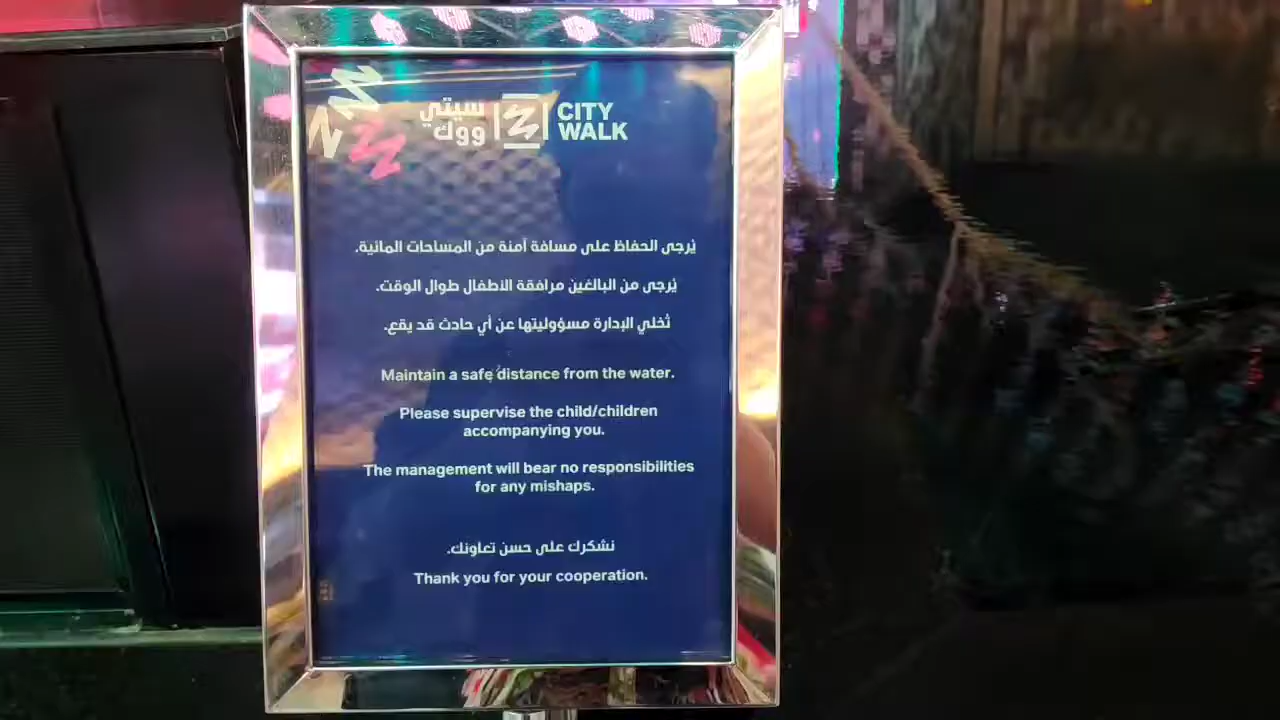 سيتي
ووك
CITY
WALK
يُرجى الحفاظ على مسافة آمنة من المساحات المائية.
يُرجى من البالغين مرافقة الاطفال طوال الوقت.
تُخلي الإدارة مسؤوليتها عن أي حادث قد يقع.
Maintain a safe distance from the water.
Please supervise the child/children
accompanying you.
The management will bear no responsibilities
for any mishaps.
نشكرك على حسن تعاونك.
Thank you for your cooperation.